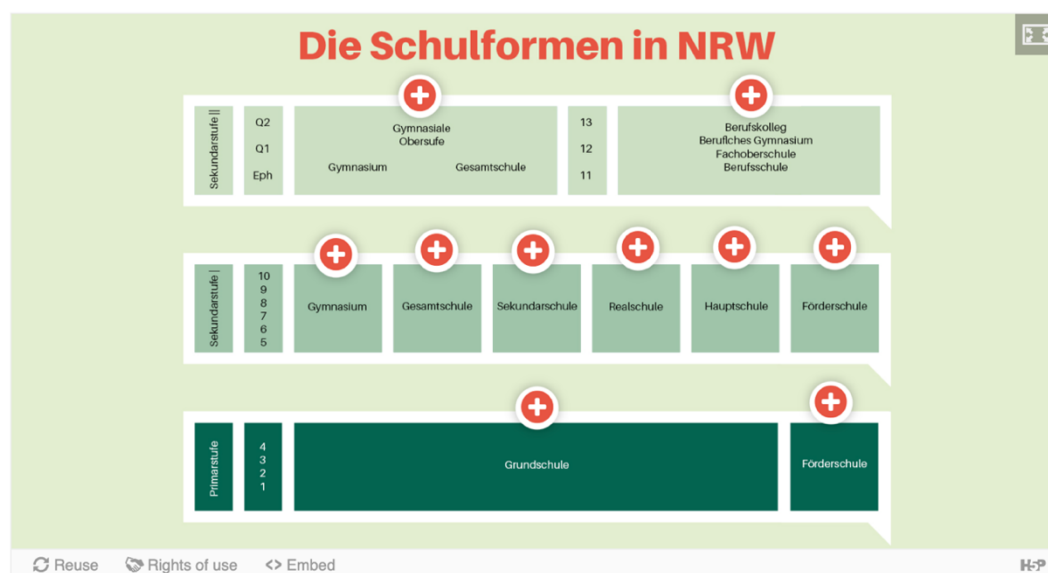 Die Schulformen in NRW
Sekundarstufe ||
Q2
Q1
Eph
Gymnasiale
Obersufe
Gymnasium
Gesamtschule
13
12
11
Berufskolleg
Beruflches Gymnasium
Fachoberschule
Berufsschule
Sekundarstufe |
10
9
8
7
6
5
Gymnasium
Gesamtschule
Sekundarschule
Realschule
Hauptschule
Förderschule
Primarstufe
4
3
2
1
Grundschule
Förderschule
Reuse
Rights of use
<> Embed
H5P